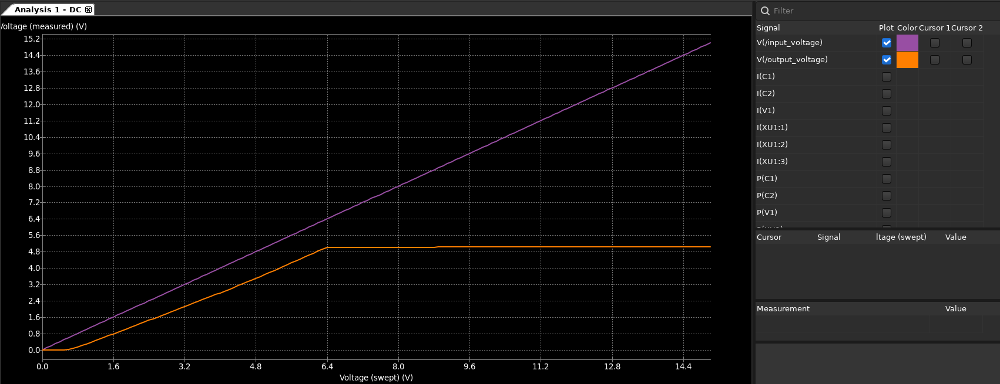 Analysis 1 - DC
Filter
Voltage (measured) (V)
Signal Plot Color Cursor 1 Cursor 2
V(/input_voltage)
V(/output_voltage)
I(C1)
I(C2)
I(V1)
I(XU1:1)
I(XU1:2)
I(XU1:3)
P(C1)
P(C2)
P(V1)
15.2
14.4
13.6
12.8
12.0
11.2
10.4
9.6
8.8
8.0
7.2
6.4
5.6
4.8
4.0
3.2
2.4
1.6
0.8
0.0
0.0 1.6 3.2 4.8 6.4 8.0 9.6 11.2 12.8 14.4
Voltage (swept) (V)
Cursor Signal ltage (swept) Value
Measurement Value